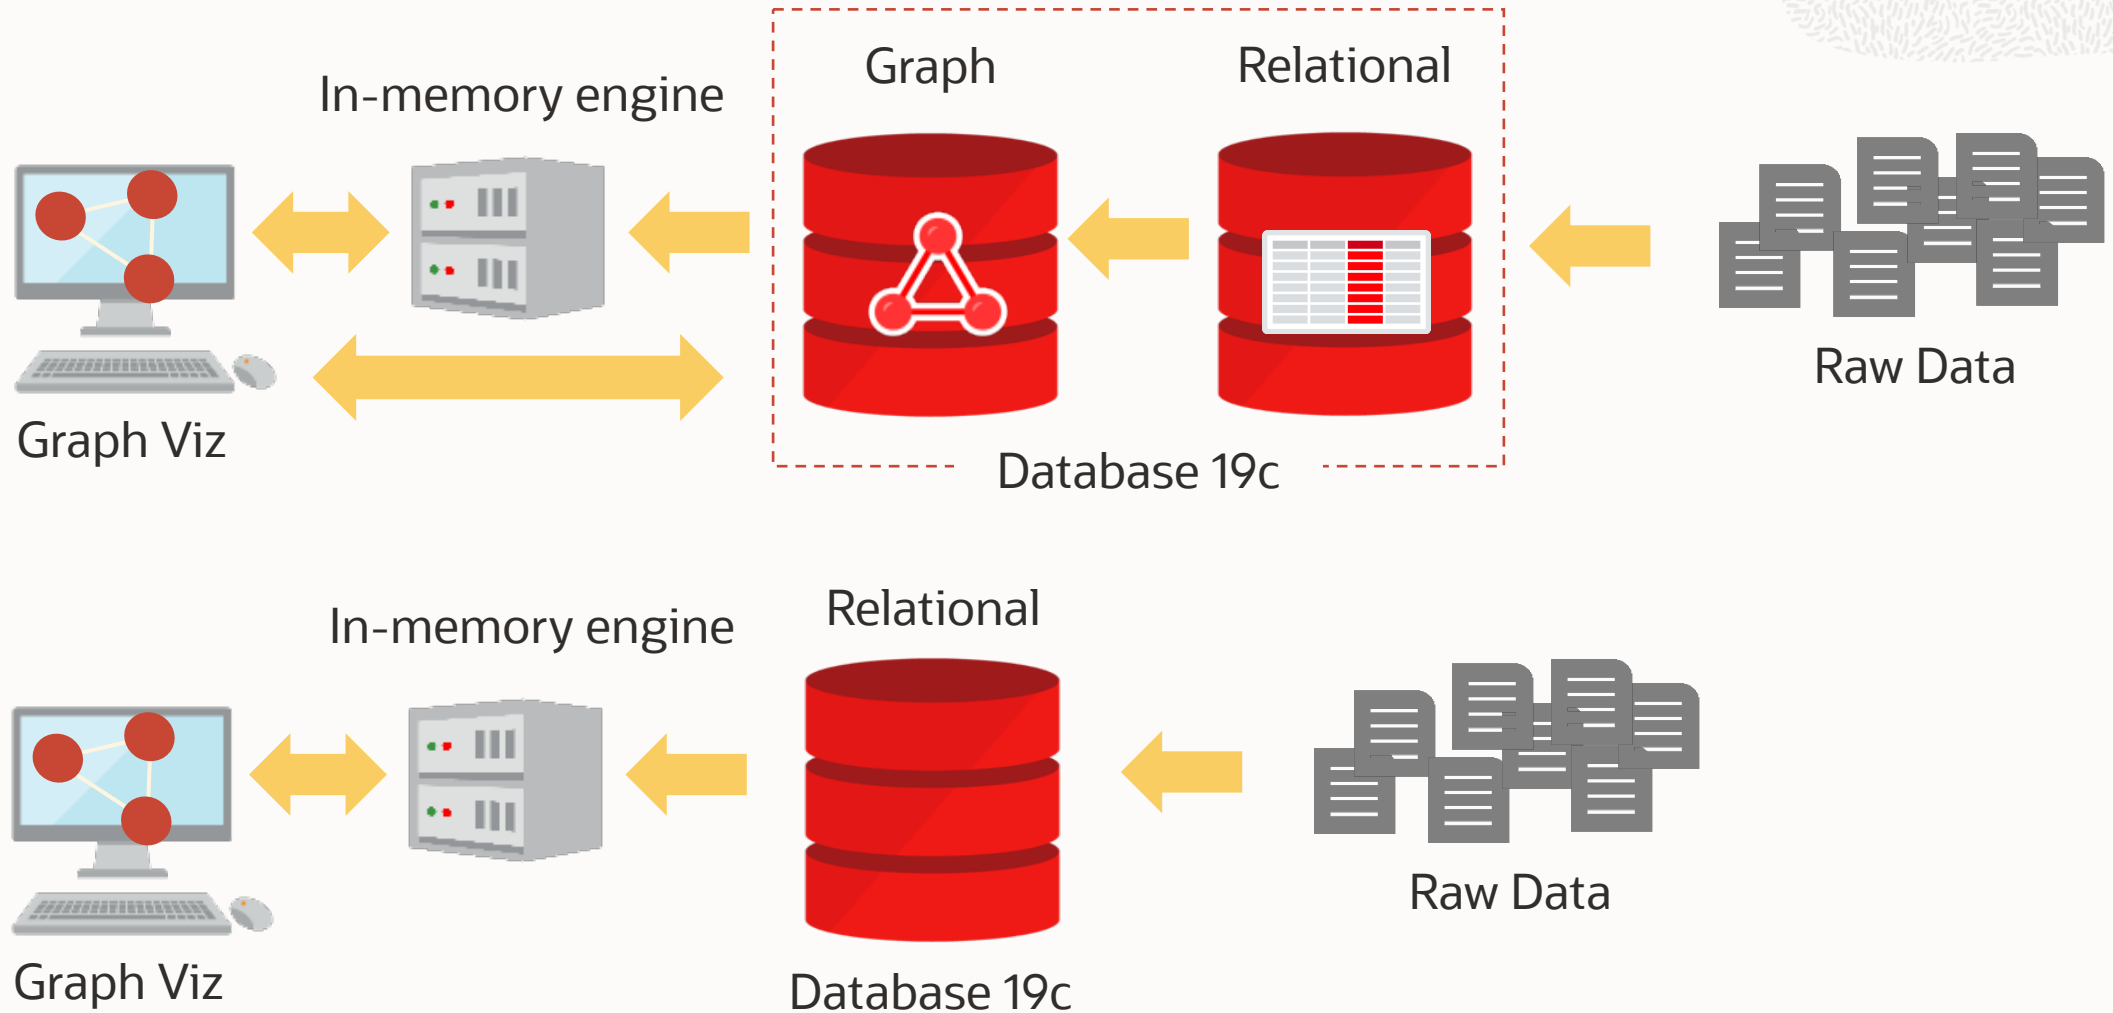 Graph
Relational
In-memory engine
Raw Data
Graph Viz
Database 19c
Relational
In-memory engine
Raw Data
Graph Viz
Database 19c